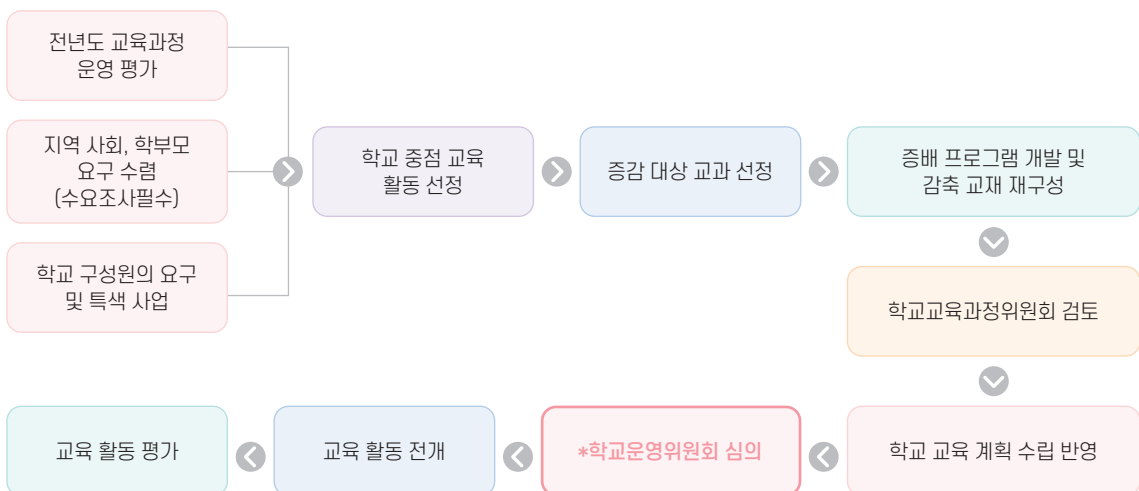 전년도 교육과정
운영 평가
지역 사회, 학부모
요구 수렴
(수요조사필수)
학교 구성원의 요구
및 특색 사업
학교 중점 교육
활동 선정
증감 대상 교과 선정
증배 프로그램 개발 및
감축 교재 재구성
학교교육과정위원회 검토
학교 교육 계획 수립 반영
*학교운영위원회 심의
교육 활동 전개
교육 활동 평가